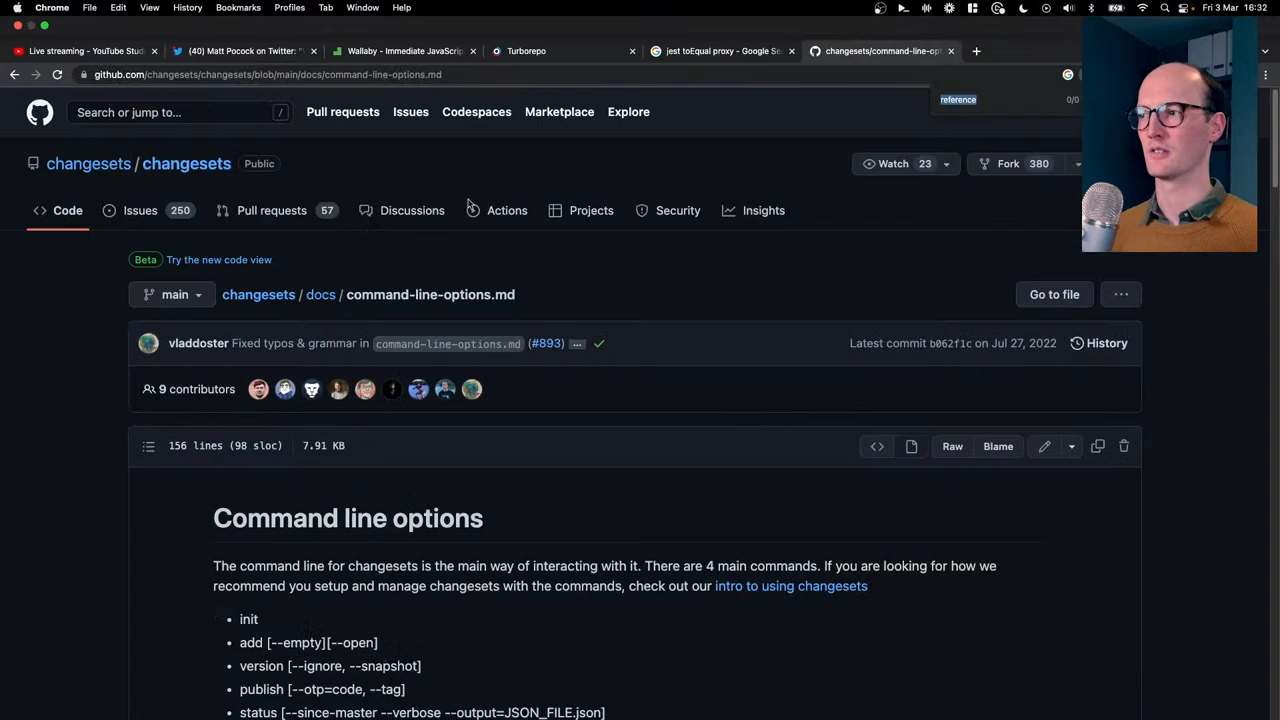 Chrome File Edit View History Bookmarks Profiles Tab Window Help Fri 3 Mar 16:32
Live streaming - YouTube Stud × (40) Matt Pocock on Twitter: "\ × Wallaby - Immediate JavaScri × Turborepo × jest toEqual proxy - Google Se × changesets/command-line-opt × +
github.com/changesets/changesets/blob/main/docs/command-line-options.md
reference 0/0
Search or jump to... / Pull requests Issues Codespaces Marketplace Explore
changesets / changesets Public Watch 23 Fork 380
Code Issues 250 Pull requests 57 Discussions Actions Projects Security Insights
Beta Try the new code view
main changesets / docs / command-line-options.md Go to file ...
vladdoster Fixed typos & grammar in command-line-options.md (#893) ... Latest commit b062f1c on Jul 27, 2022 History
9 contributors
156 lines (98 sloc) 7.91 KB Raw Blame
Command line options
The command line for changesets is the main way of interacting with it. There are 4 main commands. If you are looking for how we
recommend you setup and manage changesets with the commands, check out our intro to using changesets
• init
• add [--empty][--open]
• version [--ignore, --snapshot]
• publish [--otp=code, --tag]
• status [--since-master --verbose --output=JSON_FILE.json]